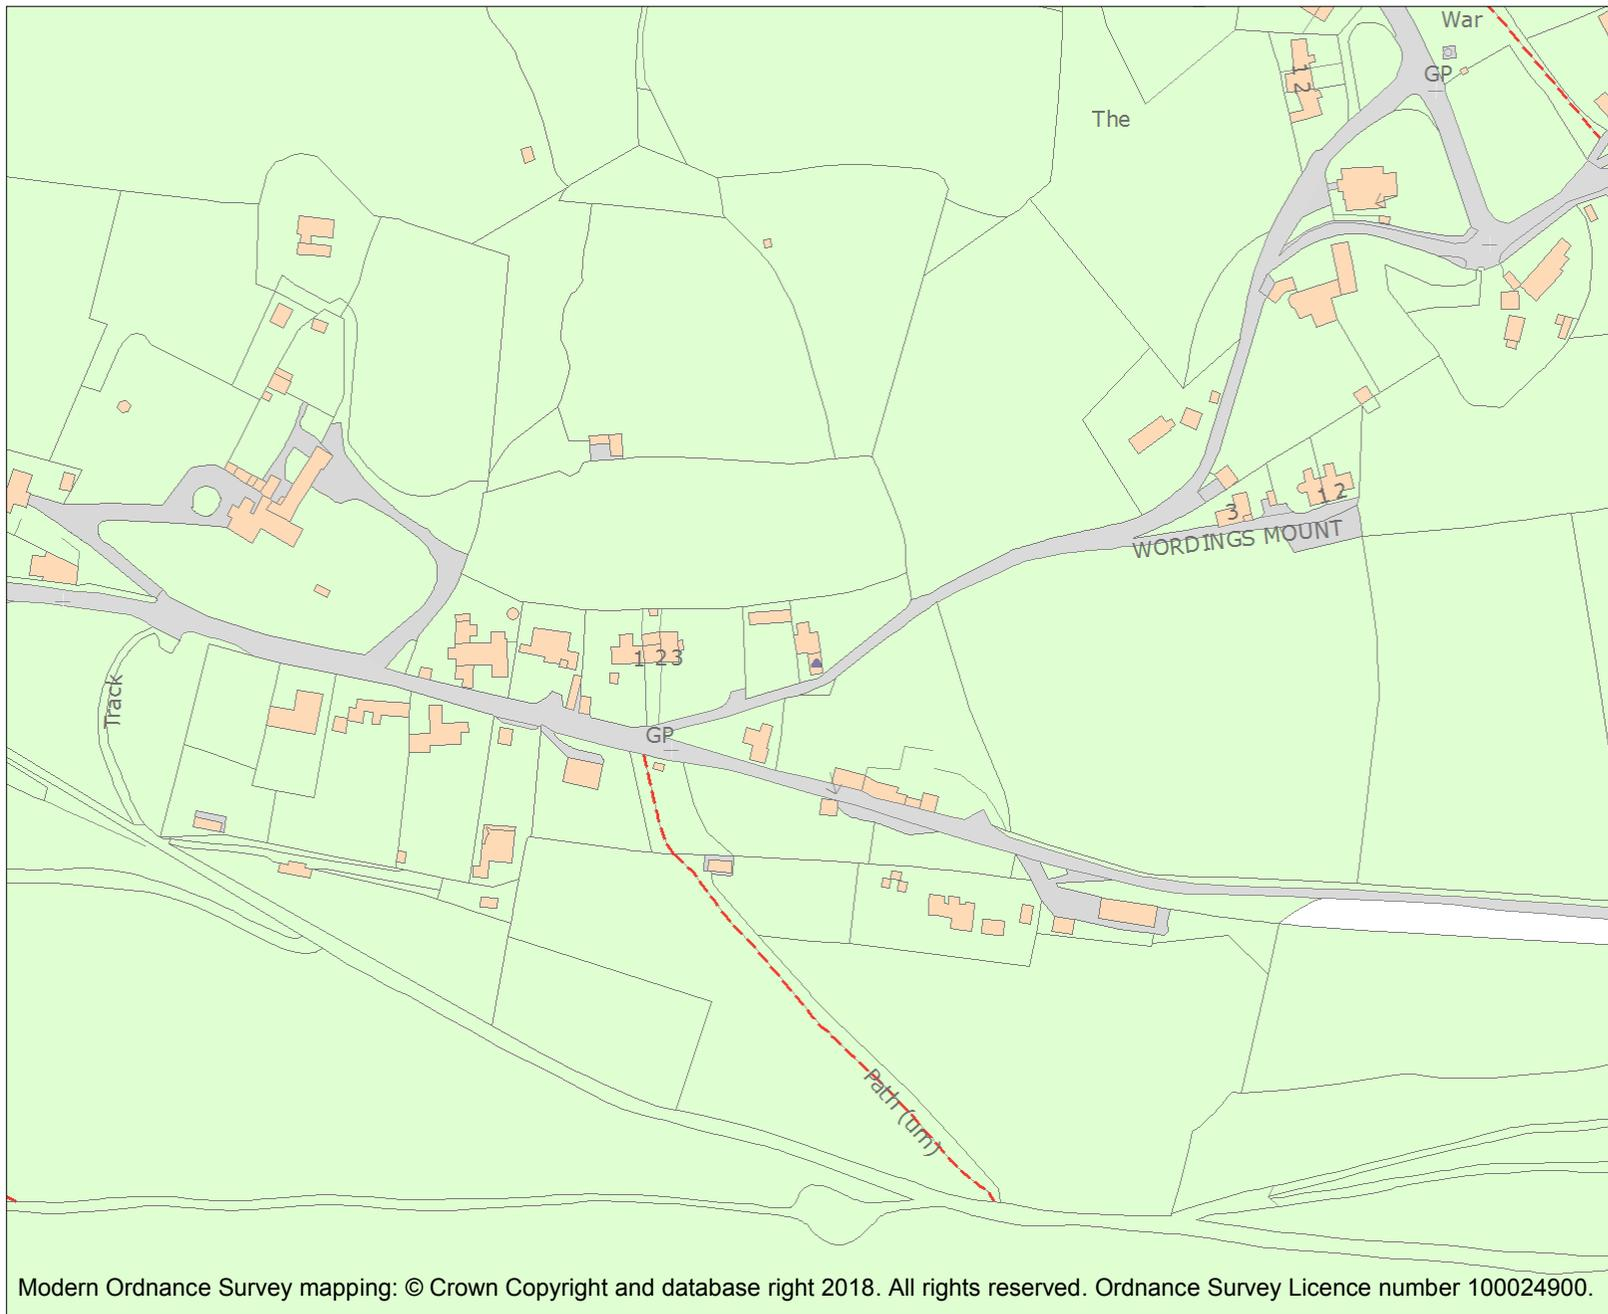 War
GP
1 2
The
1 2
3
WORDINGS MOUNT
1 2 3
Track
GP
Path (um)
Modern Ordnance Survey mapping: © Crown Copyright and database right 2018. All rights reserved. Ordnance Survey Licence number 100024900.